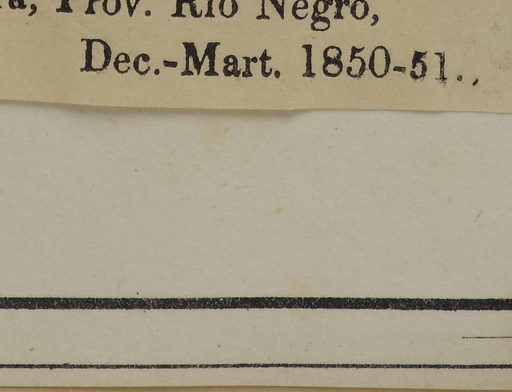 Prov. Rio Negro,
Dec.-Mart. 1850-51.,